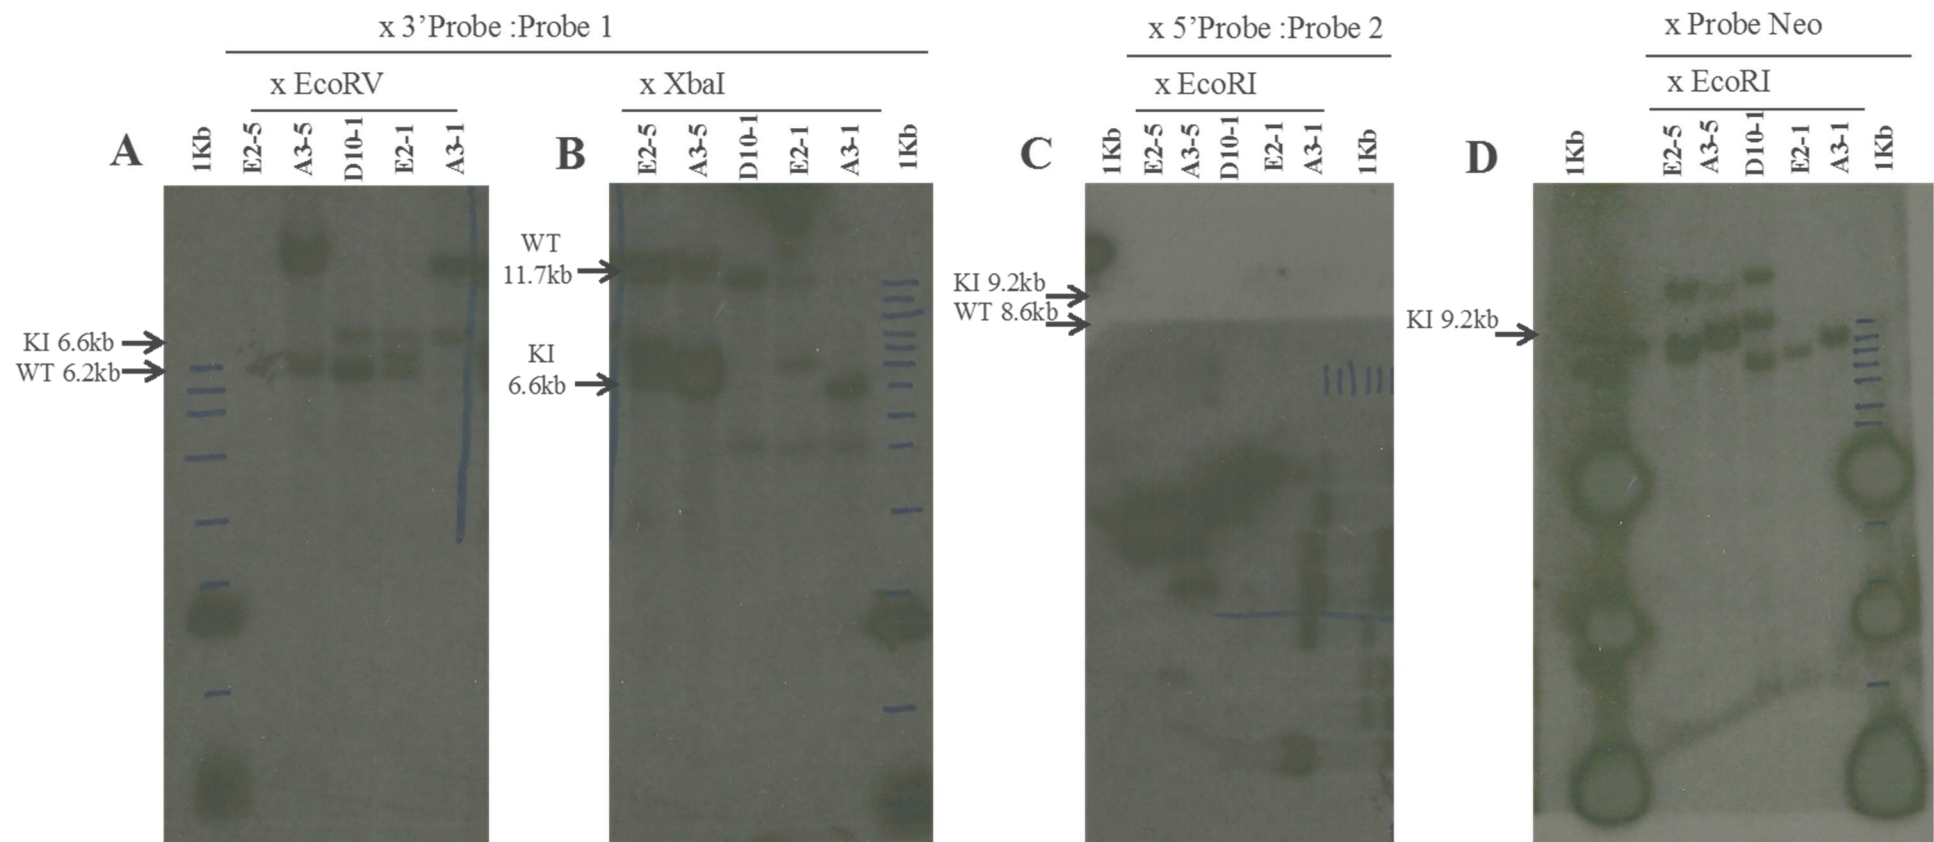 x 3’Probe :Probe 1
x EcoRV
x XbaI
x 5’Probe :Probe 2
x EcoRI
x Probe Neo
x EcoRI
A
1Kb
E2-5
A3-5
D10-1
E2-1
A3-1
B
E2-5
A3-5
D10-1
E2-1
A3-1
1Kb
C
1Kb
E2-5
A3-5
D10-1
E2-1
A3-1
1Kb
D
1Kb
E2-5
A3-5
D10-1
E2-1
A3-1
1Kb
KI 6.6kb
WT 6.2kb
WT
11.7kb
KI
6.6kb
KI 9.2kb
WT 8.6kb
KI 9.2kb